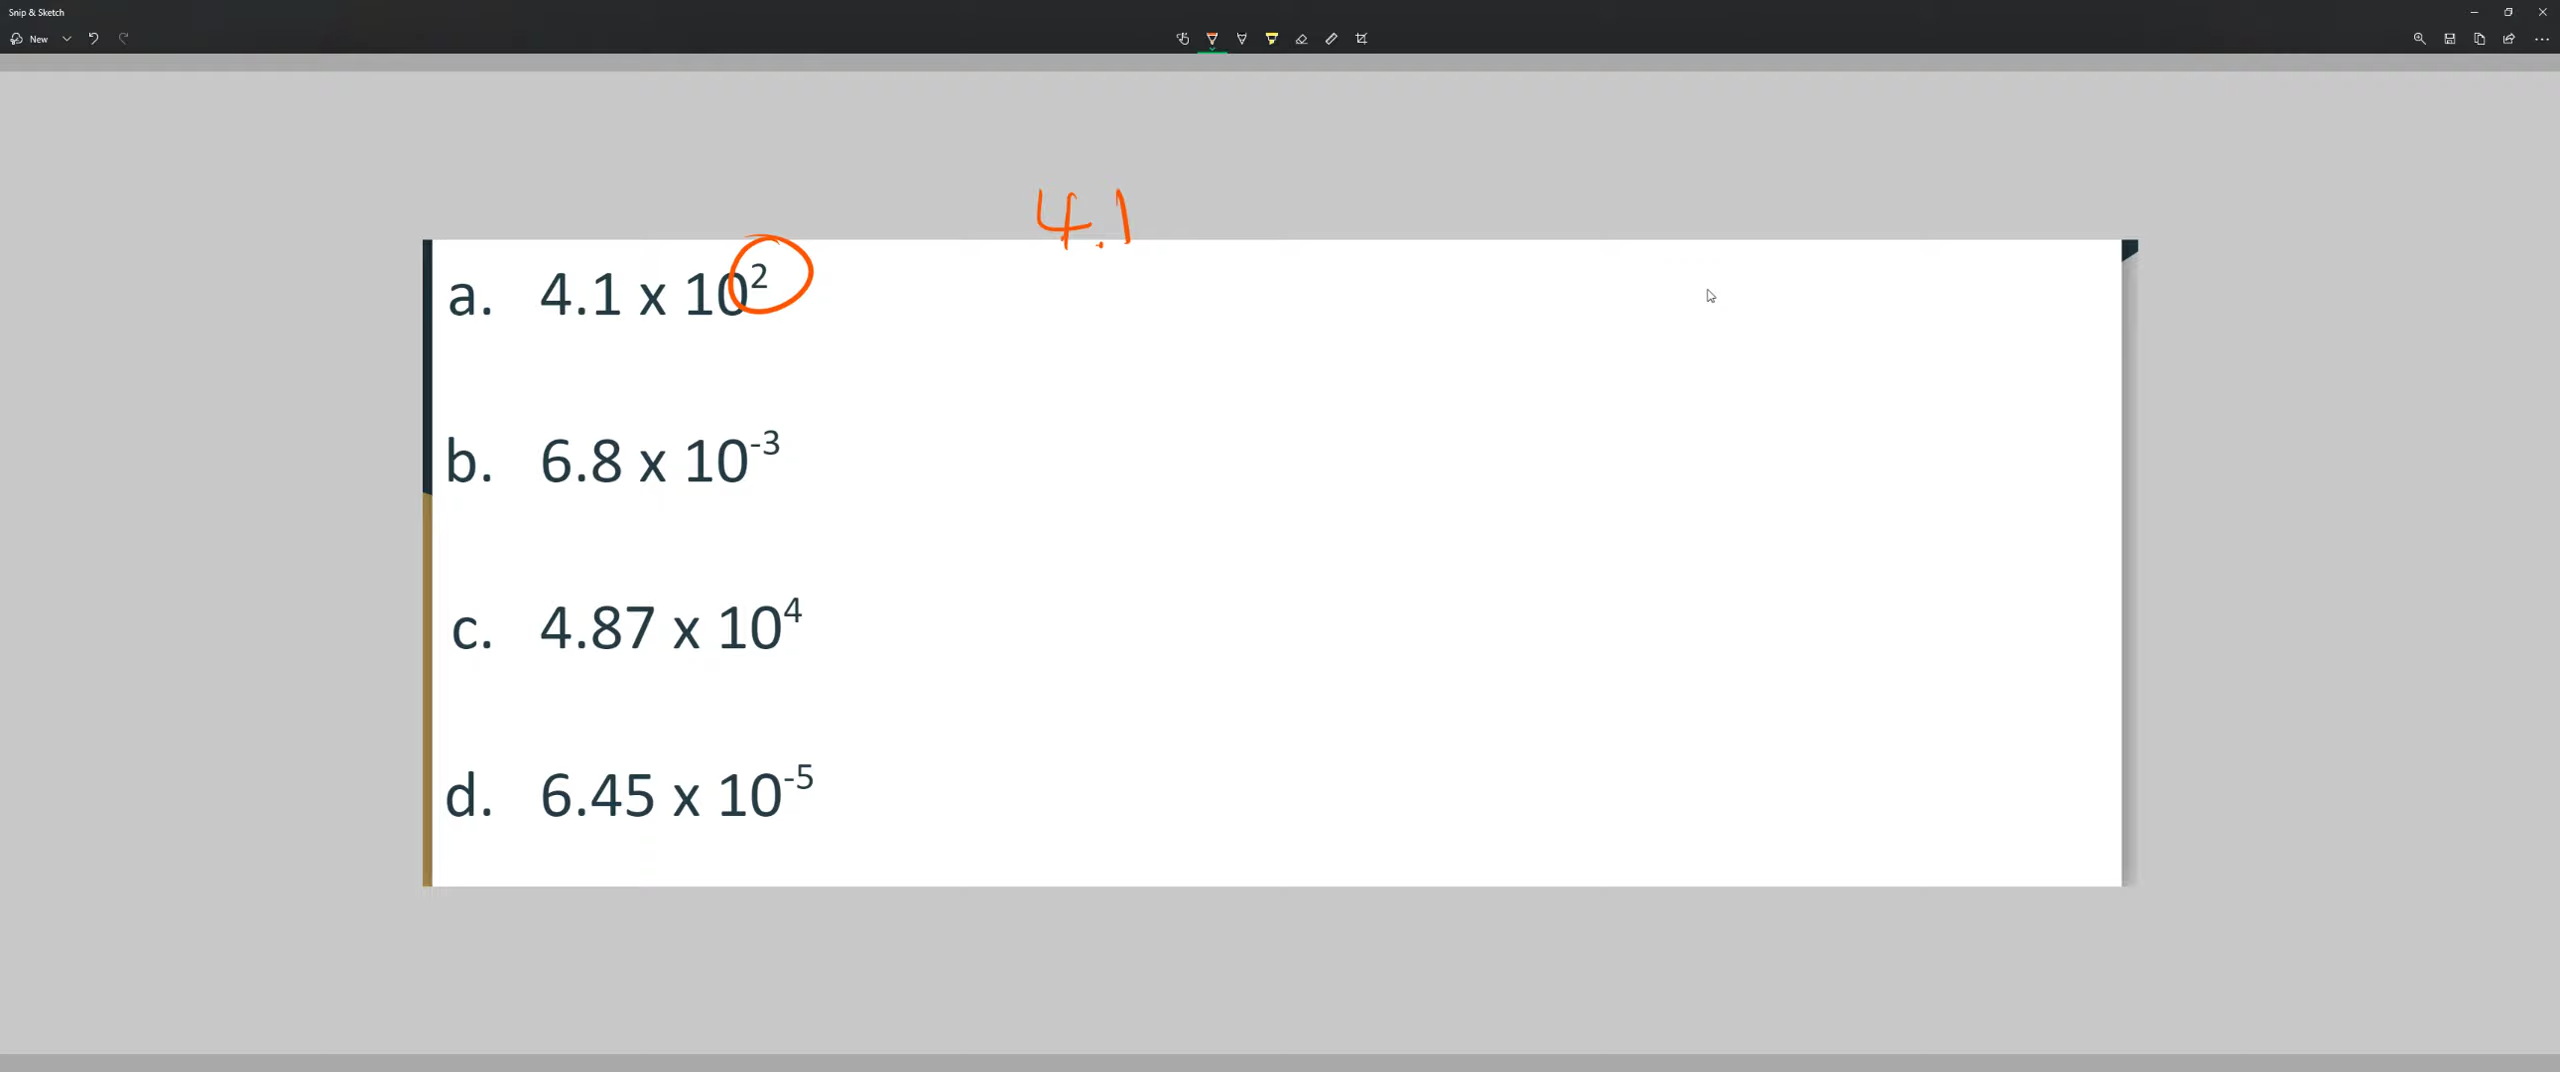 Snip & Sketch
New
4.1
a. 4.1 x 10²
b. 6.8 x 10⁻³
c. 4.87 x 10⁴
d. 6.45 x 10⁻⁵